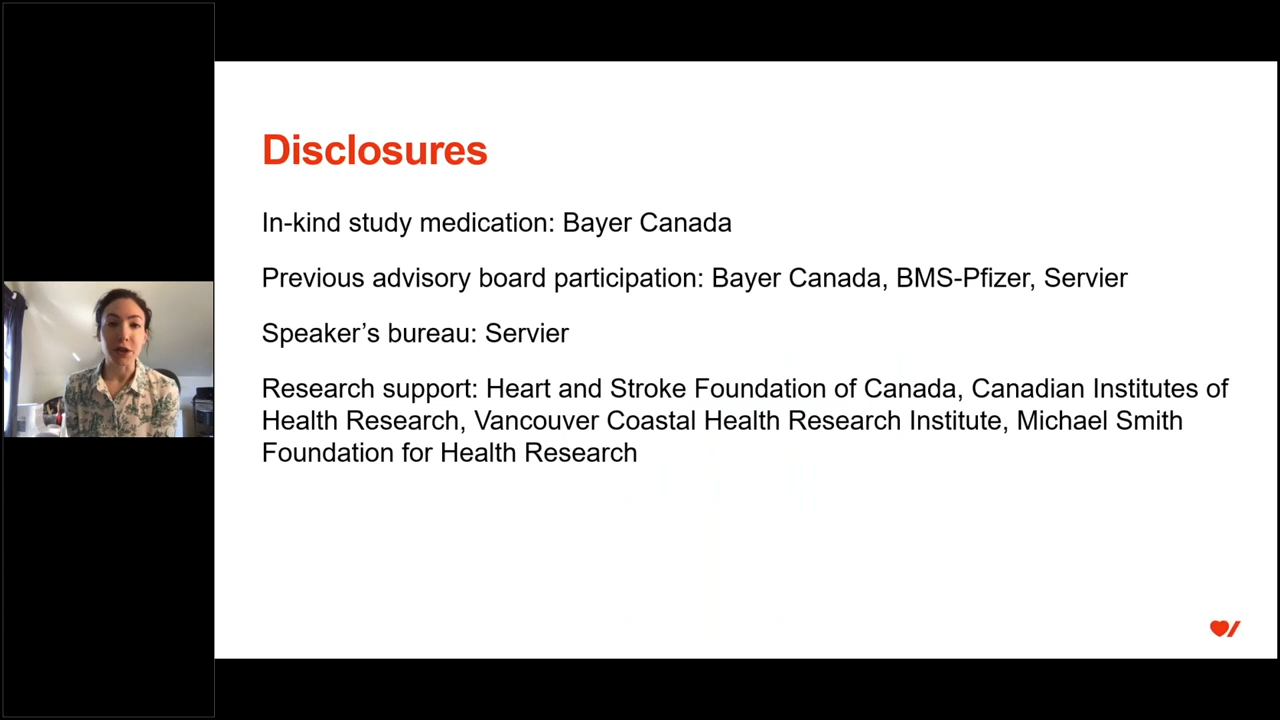 Disclosures
In-kind study medication: Bayer Canada
Previous advisory board participation: Bayer Canada, BMS-Pfizer, Servier
Speaker’s bureau: Servier
Research support: Heart and Stroke Foundation of Canada, Canadian Institutes of
Health Research, Vancouver Coastal Health Research Institute, Michael Smith
Foundation for Health Research